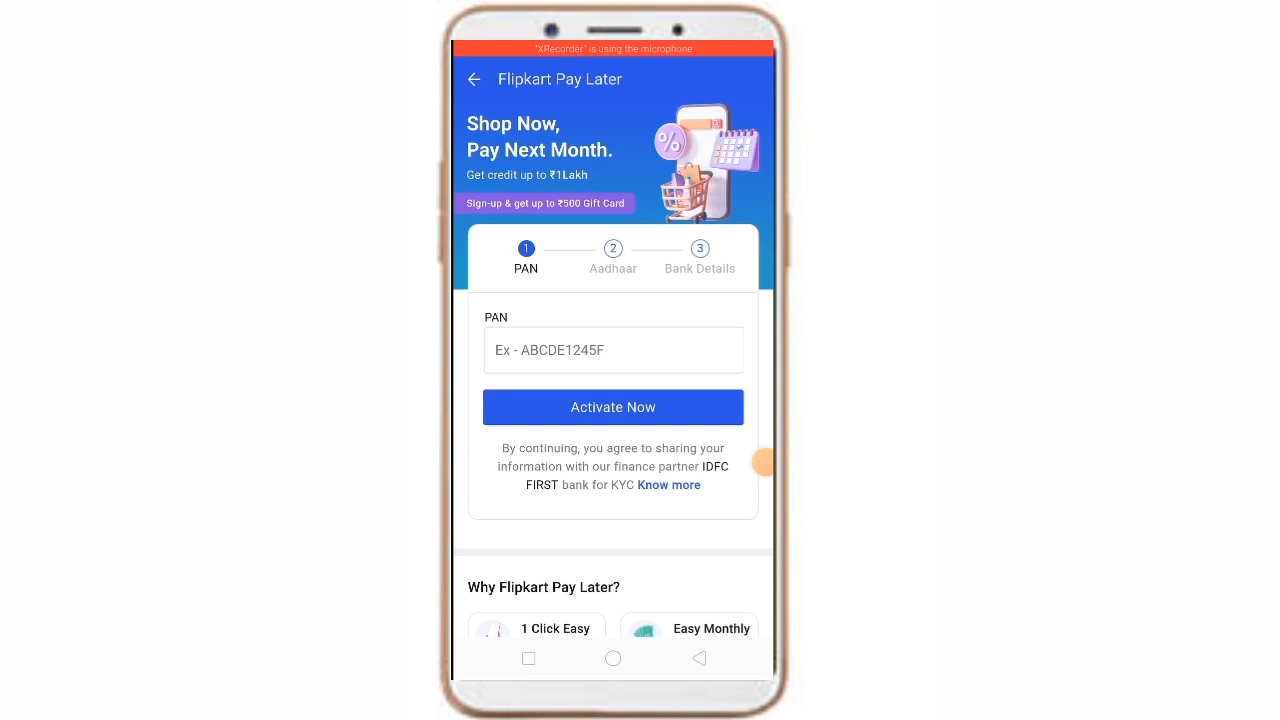 "XRecorder" is using the microphone
Flipkart Pay Later
Shop Now,
Pay Next Month.
Get credit up to ₹1Lakh
Sign-up & get up to ₹500 Gift Card
1 2 3
PAN Aadhaar Bank Details
PAN
Ex - ABCDE1245F
Activate Now
By continuing, you agree to sharing your
information with our finance partner IDFC
FIRST bank for KYC Know more
Why Flipkart Pay Later?
1 Click Easy Easy Monthly